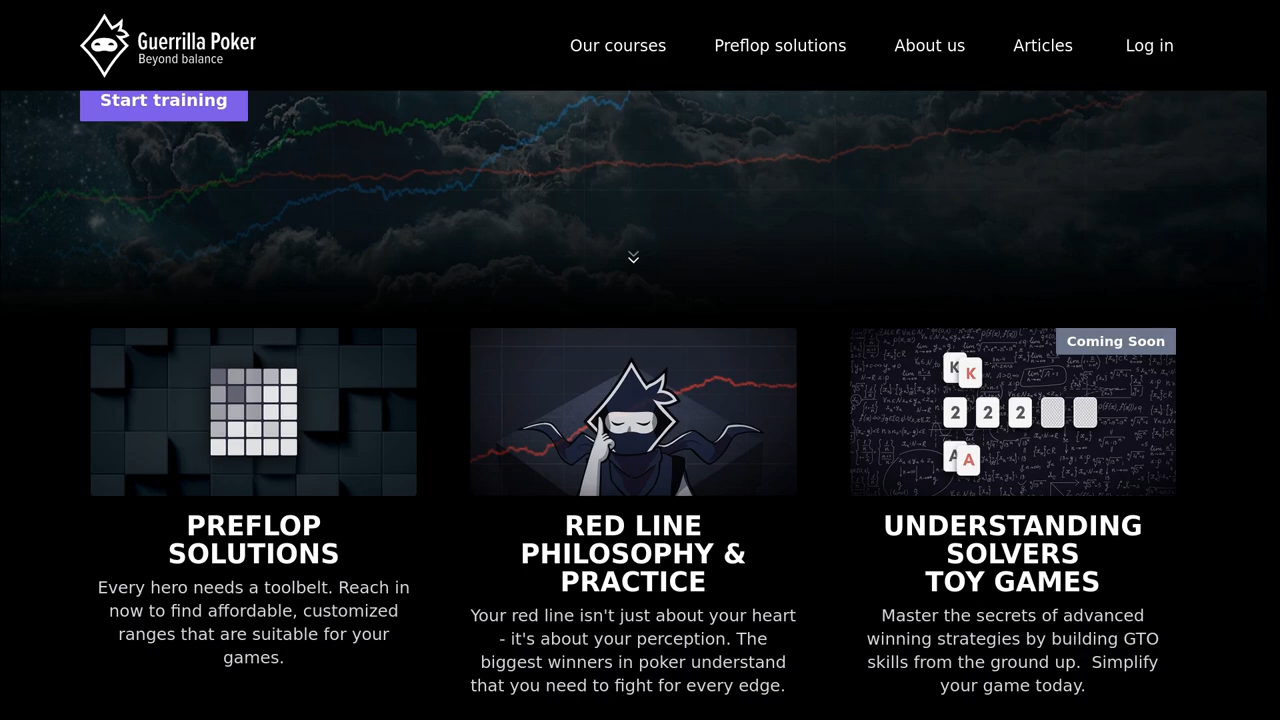 Guerrilla Poker
Beyond balance
Our courses
Preflop solutions
About us
Articles
Log in
Start training
Coming Soon
K
K
2
2
2
A
A
PREFLOP
SOLUTIONS
Every hero needs a toolbelt. Reach in
now to find affordable, customized
ranges that are suitable for your
games.
RED LINE
PHILOSOPHY &
PRACTICE
Your red line isn't just about your heart
- it's about your perception. The
biggest winners in poker understand
that you need to fight for every edge.
UNDERSTANDING
SOLVERS
TOY GAMES
Master the secrets of advanced
winning strategies by building GTO
skills from the ground up.  Simplify
your game today.